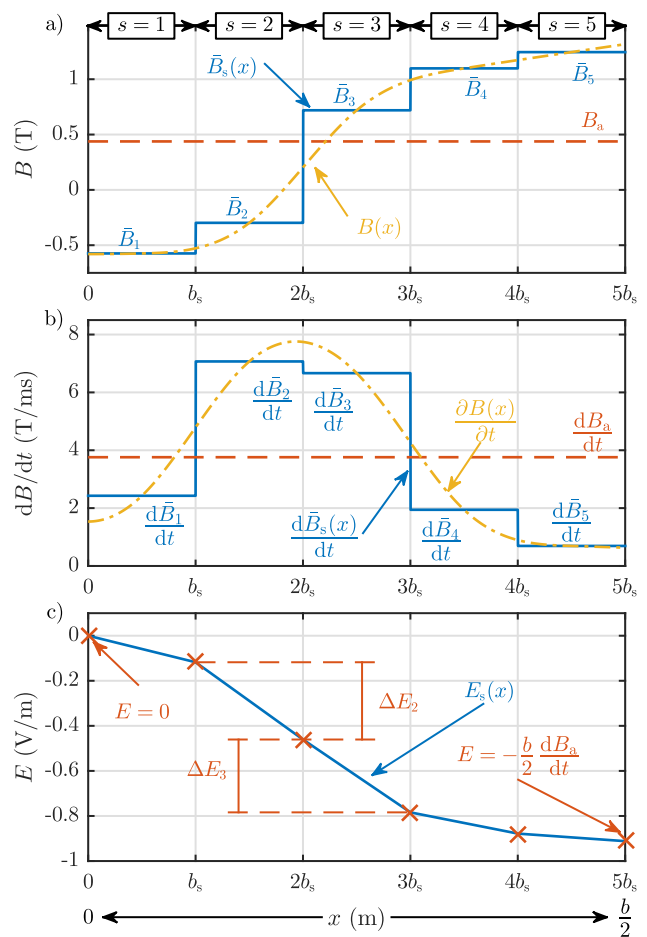 a) s = 1 s = 2 s = 3 s = 4 s = 5
B̄ₛ(x)
B̄₃ B̄₄ B̄₅
1
Bₐ
0.5
B (T)
0
B̄₂ B(x)
B̄₁
-0.5
0 bₛ 2bₛ 3bₛ 4bₛ 5bₛ
b)
8
6
dB/dt (T/ms)
dB̄₂/dt dB̄₃/dt ∂B(x)/∂t dBₐ/dt
4
2
dB̄₁/dt dB̄ₛ(x)/dt dB̄₄/dt dB̄₅/dt
0
0 bₛ 2bₛ 3bₛ 4bₛ 5bₛ
c)
0
-0.2
E = 0 ΔE₂ Eₛ(x)
-0.4
E (V/m)
ΔE₃ E = -b/2 dBₐ/dt
-0.6
-0.8
-1
0 bₛ 2bₛ 3bₛ 4bₛ 5bₛ
0 x (m) b/2